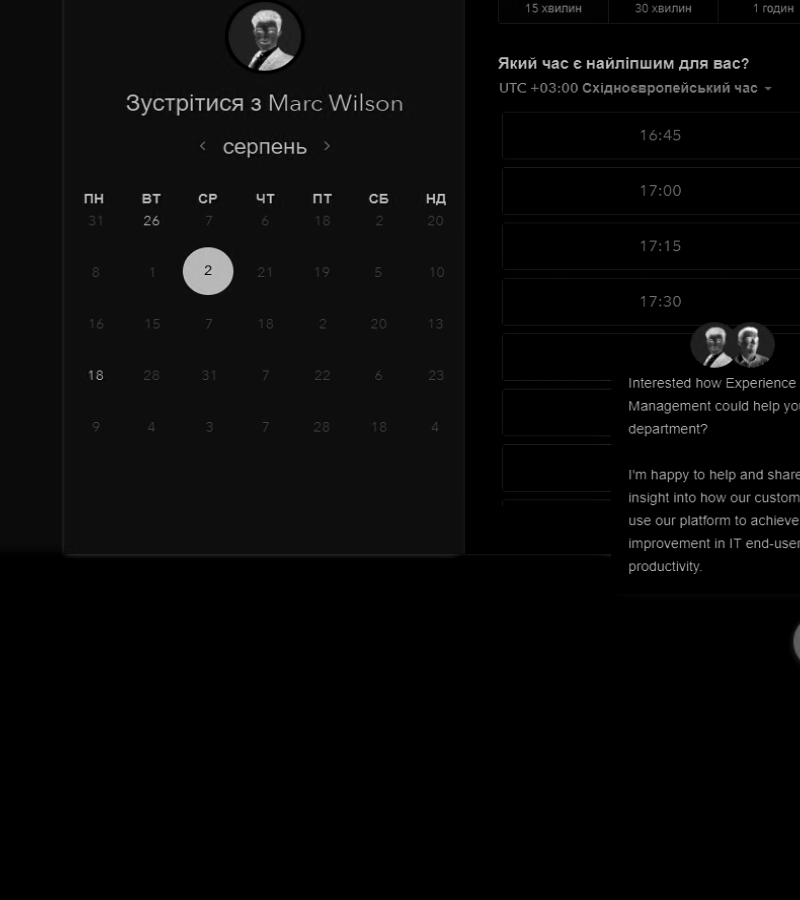 Зустрітися з Marc Wilson
серпень
ПН ВТ СР ЧТ ПТ СБ НД
31 26 7 6 18 2 20
8 1 2 21 19 5 10
16 15 7 18 2 20 13
18 28 31 7 22 6 23
9 4 3 7 28 18 4
15 хвилин 30 хвилин 1 годин
Який час є найліпшим для вас?
UTC +03:00 Східноєвропейський час
16:45
17:00
17:15
17:30
Interested how Experience
Management could help you
department?
I'm happy to help and share
insight into how our custom
use our platform to achieve
improvement in IT end-user
productivity.